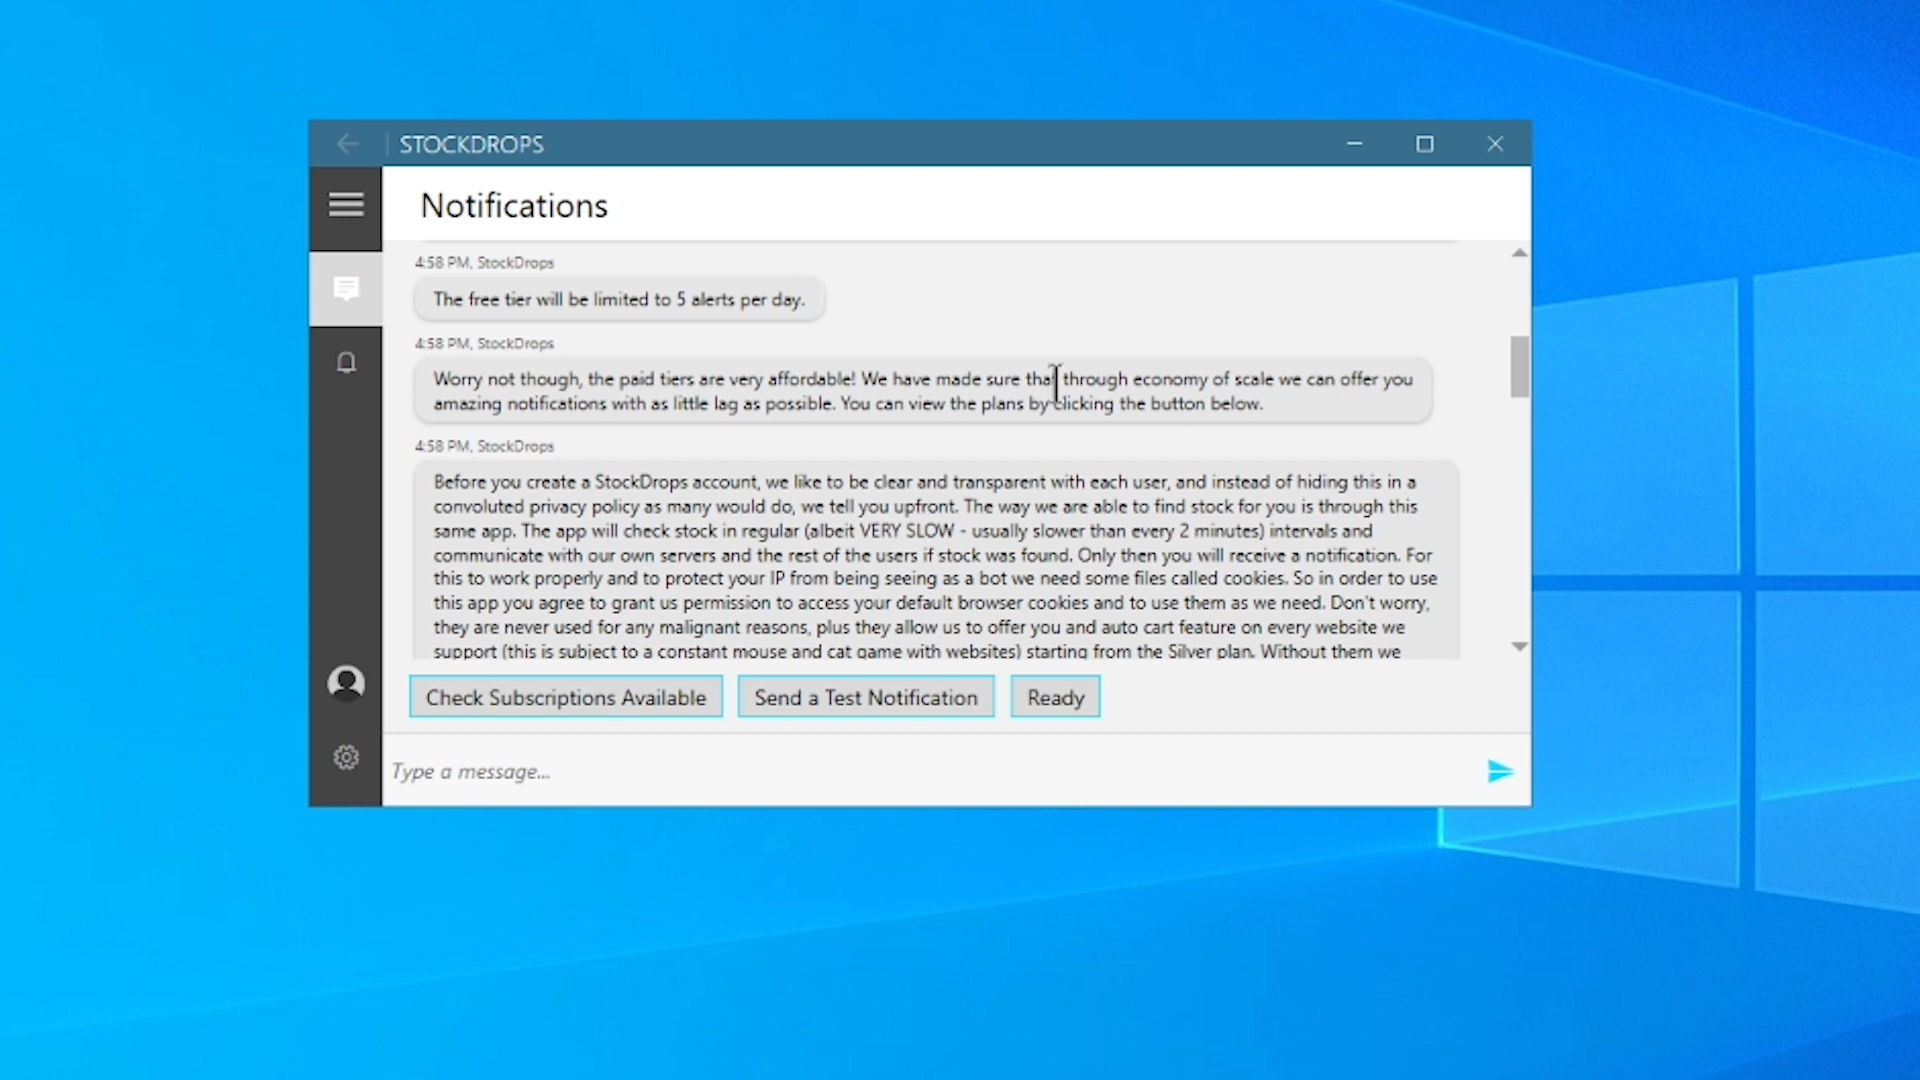 STOCKDROPS
Notifications
4:58 PM, StockDrops
The free tier will be limited to 5 alerts per day.
4:58 PM, StockDrops
Worry not though, the paid tiers are very affordable! We have made sure that through economy of scale we can offer you
amazing notifications with as little lag as possible. You can view the plans by clicking the button below.
4:58 PM, StockDrops
Before you create a StockDrops account, we like to be clear and transparent with each user, and instead of hiding this in a
convoluted privacy policy as many would do, we tell you upfront. The way we are able to find stock for you is through this
same app. The app will check stock in regular (albeit VERY SLOW - usually slower than every 2 minutes) intervals and
communicate with our own servers and the rest of the users if stock was found. Only then you will receive a notification. For
this to work properly and to protect your IP from being seeing as a bot we need some files called cookies. So in order to use
this app you agree to grant us permission to access your default browser cookies and to use them as we need. Don't worry,
they are never used for any malignant reasons, plus they allow us to offer you and auto cart feature on every website we
support (this is subject to a constant mouse and cat game with websites) starting from the Silver plan. Without them we
Check Subscriptions Available
Send a Test Notification
Ready
Type a message...